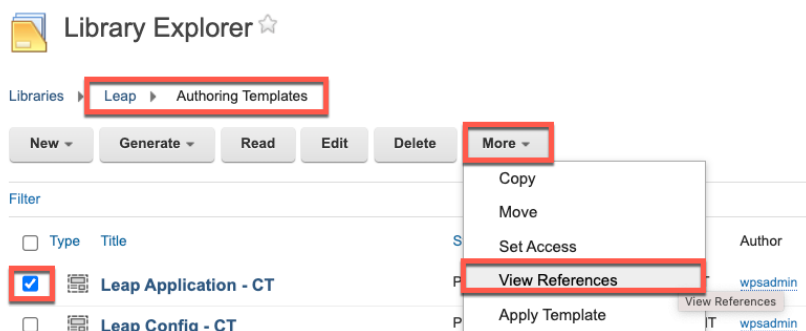 Library Explorer
Libraries Leap Authoring Templates
New Generate Read Edit Delete More
Copy
Move
Set Access
View References
Apply Template
Filter
Type Title S Author
Leap Application - CT P T wpsadmin
View References
Leap Config - CT P IT wpsadmin